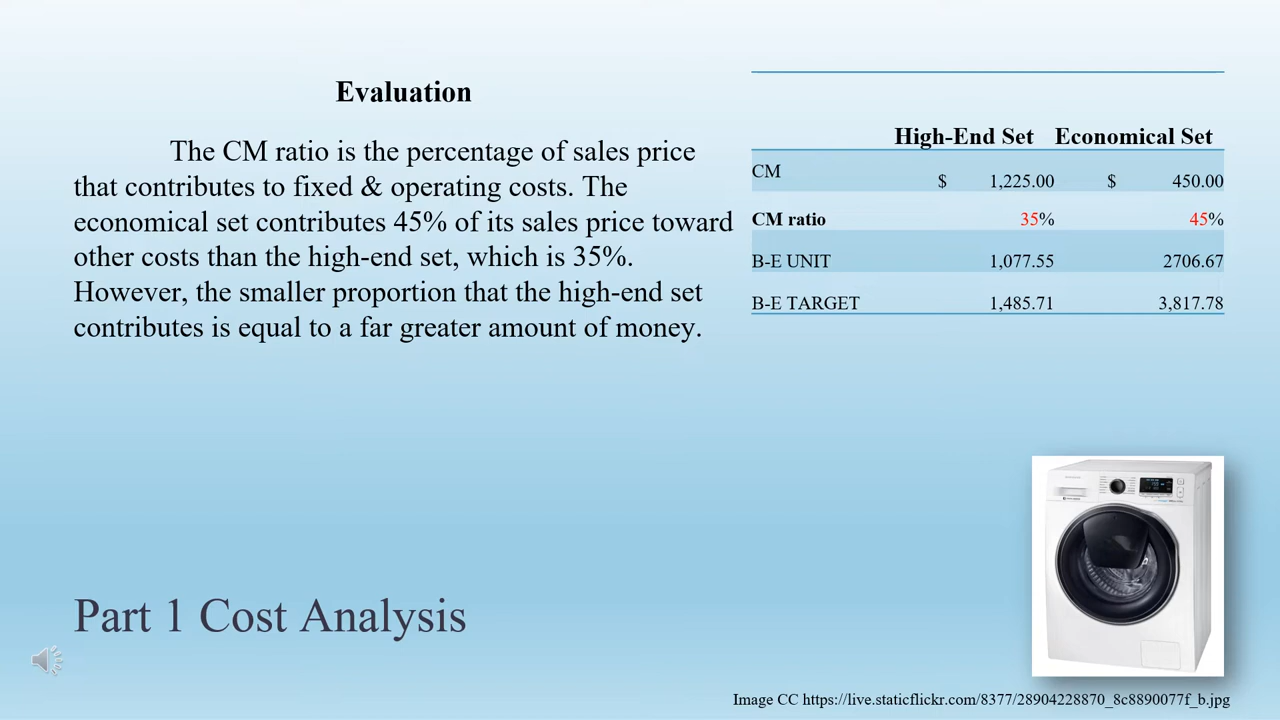 Evaluation
The CM ratio is the percentage of sales price
that contributes to fixed & operating costs. The
economical set contributes 45% of its sales price toward
other costs than the high-end set, which is 35%.
However, the smaller proportion that the high-end set
contributes is equal to a far greater amount of money.
High-End Set Economical Set
CM $ 1,225.00 $ 450.00
CM ratio 35% 45%
B-E UNIT 1,077.55 2706.67
B-E TARGET 1,485.71 3,817.78
Part 1 Cost Analysis
Image CC https://live.staticflickr.com/8377/28904228870_8c8890077f_b.jpg